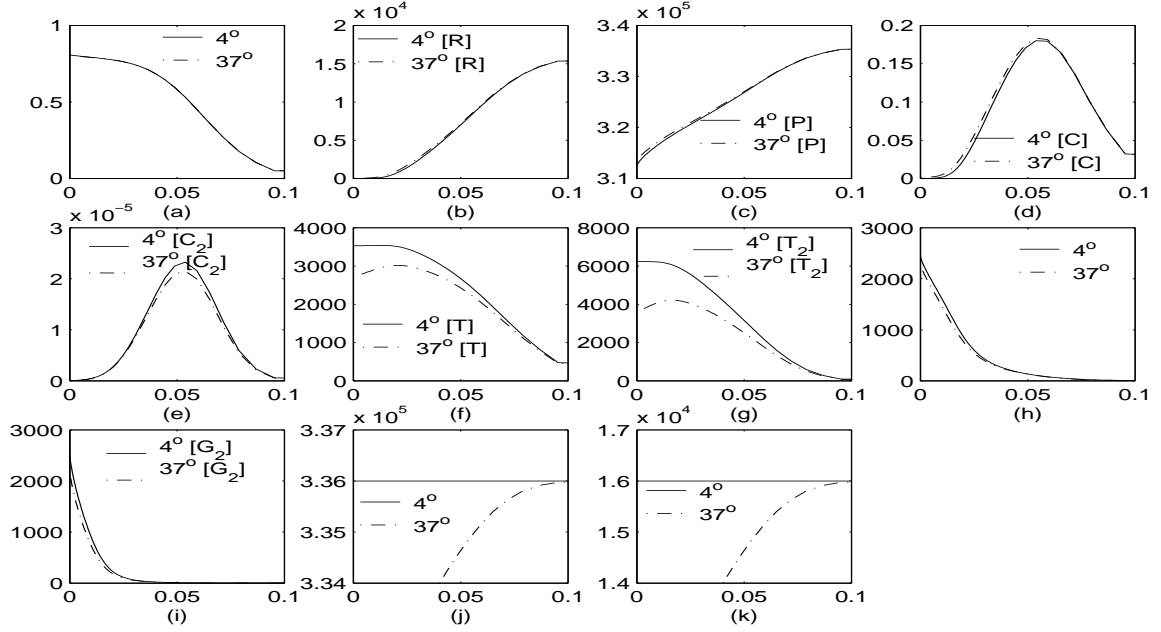 1
0.5
0
0 0.05 0.1
4° 
37°
(a)
x 10^4
2
1.5
1
0.5
0
0 0.05 0.1
4° [R]
37° [R]
(b)
x 10^5
3.4
3.3
3.2
3.1
0 0.05 0.1
4° [P]
37° [P]
(c)
0.2
0.15
0.1
0.05
0
0 0.05 0.1
4° [C]
37° [C]
(d)
x 10^-5
3
2
1
0
0 0.05 0.1
4° [C_2]
37° [C_2]
(e)
4000
3000
2000
1000
0
0 0.05 0.1
4° [T]
37° [T]
(f)
8000
6000
4000
2000
0
0 0.05 0.1
4° [T_2]
37° [T_2]
(g)
3000
2000
1000
0
0 0.05 0.1
4°
37°
(h)
3000
2000
1000
0
0 0.05 0.1
4° [G_2]
37° [G_2]
(i)
x 10^5
3.37
3.36
3.35
3.34
0 0.05 0.1
4°
37°
(j)
x 10^4
1.7
1.6
1.5
1.4
0 0.05 0.1
4°
37°
(k)